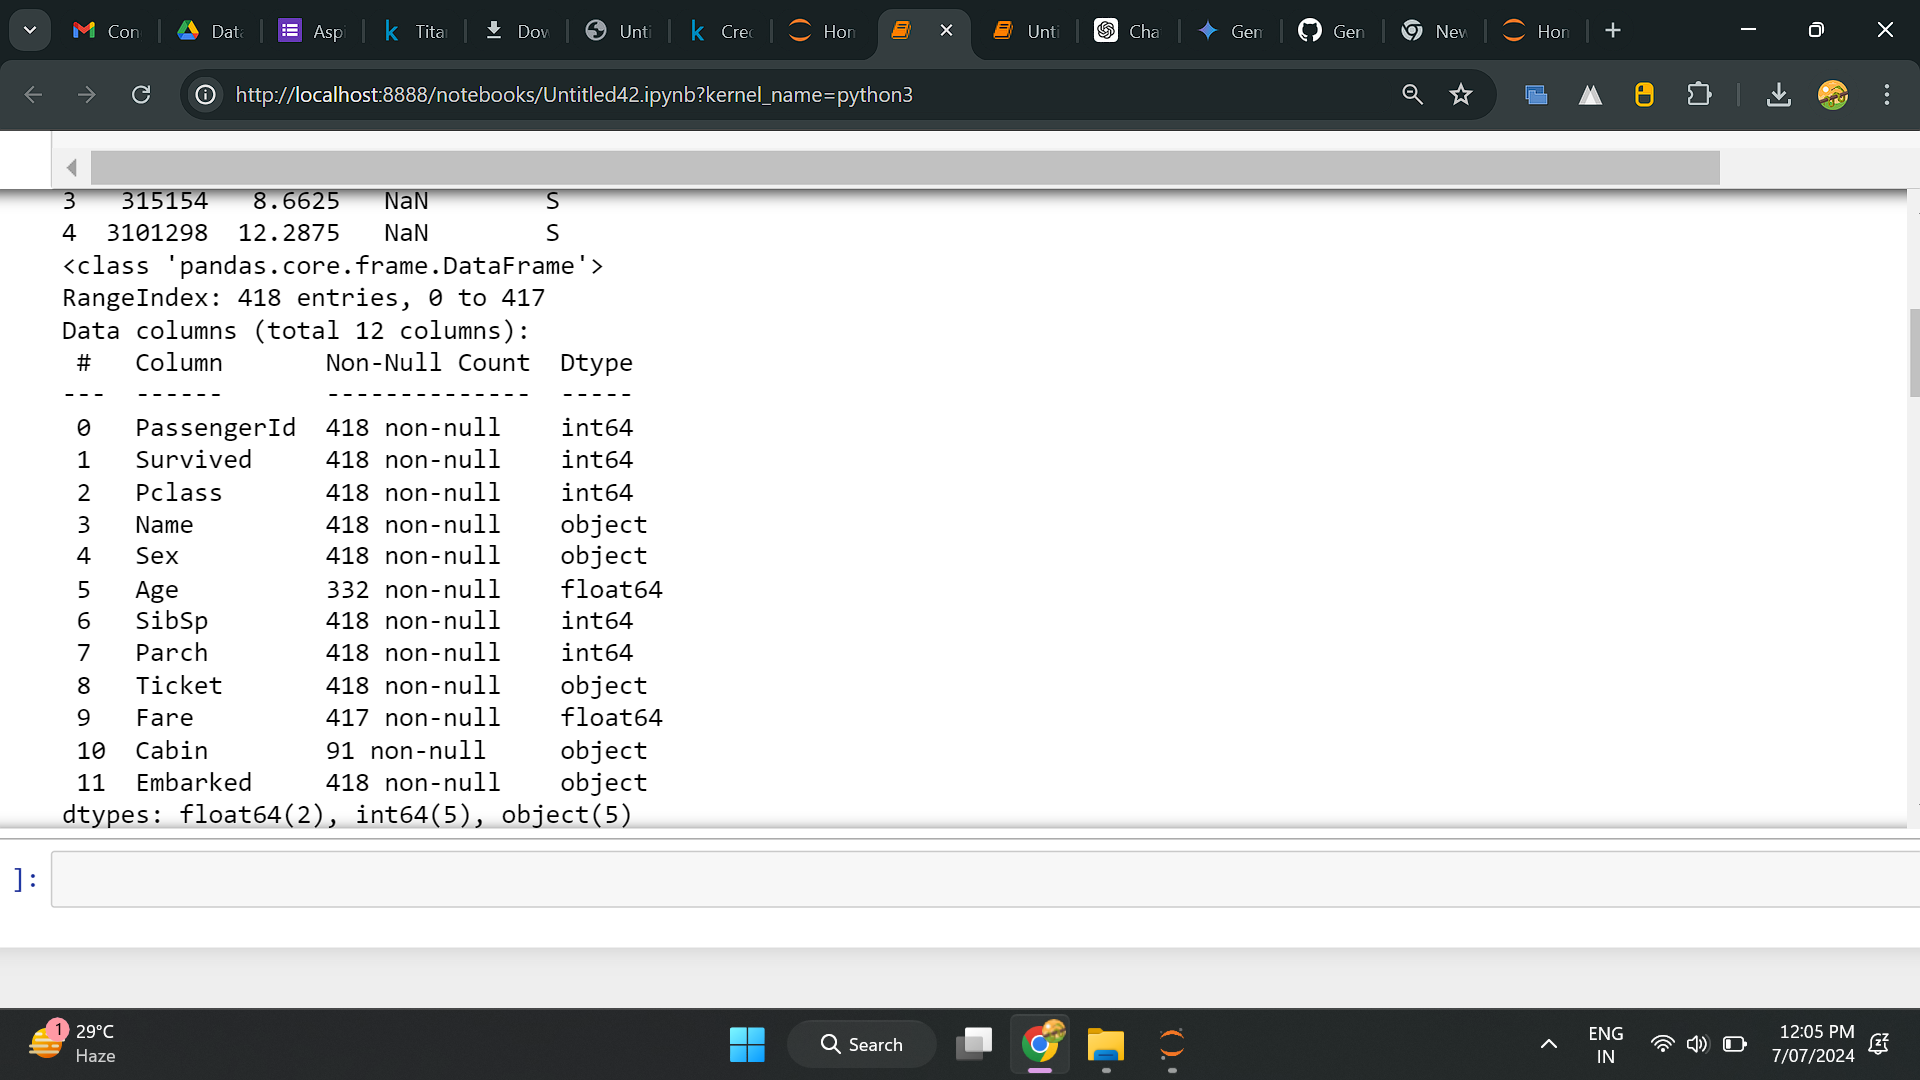 Con
Data
Aspi
Tita
Dow
Unti
Cred
Hom
Unti
Cha
Gem
Gen
New
Hom
http://localhost:8888/notebooks/Untitled42.ipynb?kernel_name=python3
3 315154 8.6625 NaN S
4 3101298 12.2875 NaN S
<class 'pandas.core.frame.DataFrame'>
RangeIndex: 418 entries, 0 to 417
Data columns (total 12 columns):
# Column Non-Null Count Dtype
--- ------ -------------- -----
0 PassengerId 418 non-null int64
1 Survived 418 non-null int64
2 Pclass 418 non-null int64
3 Name 418 non-null object
4 Sex 418 non-null object
5 Age 332 non-null float64
6 SibSp 418 non-null int64
7 Parch 418 non-null int64
8 Ticket 418 non-null object
9 Fare 417 non-null float64
10 Cabin 91 non-null object
11 Embarked 418 non-null object
dtypes: float64(2), int64(5), object(5)
]:
1
29°C
Haze
Search
ENG
IN
12:05 PM
7/07/2024